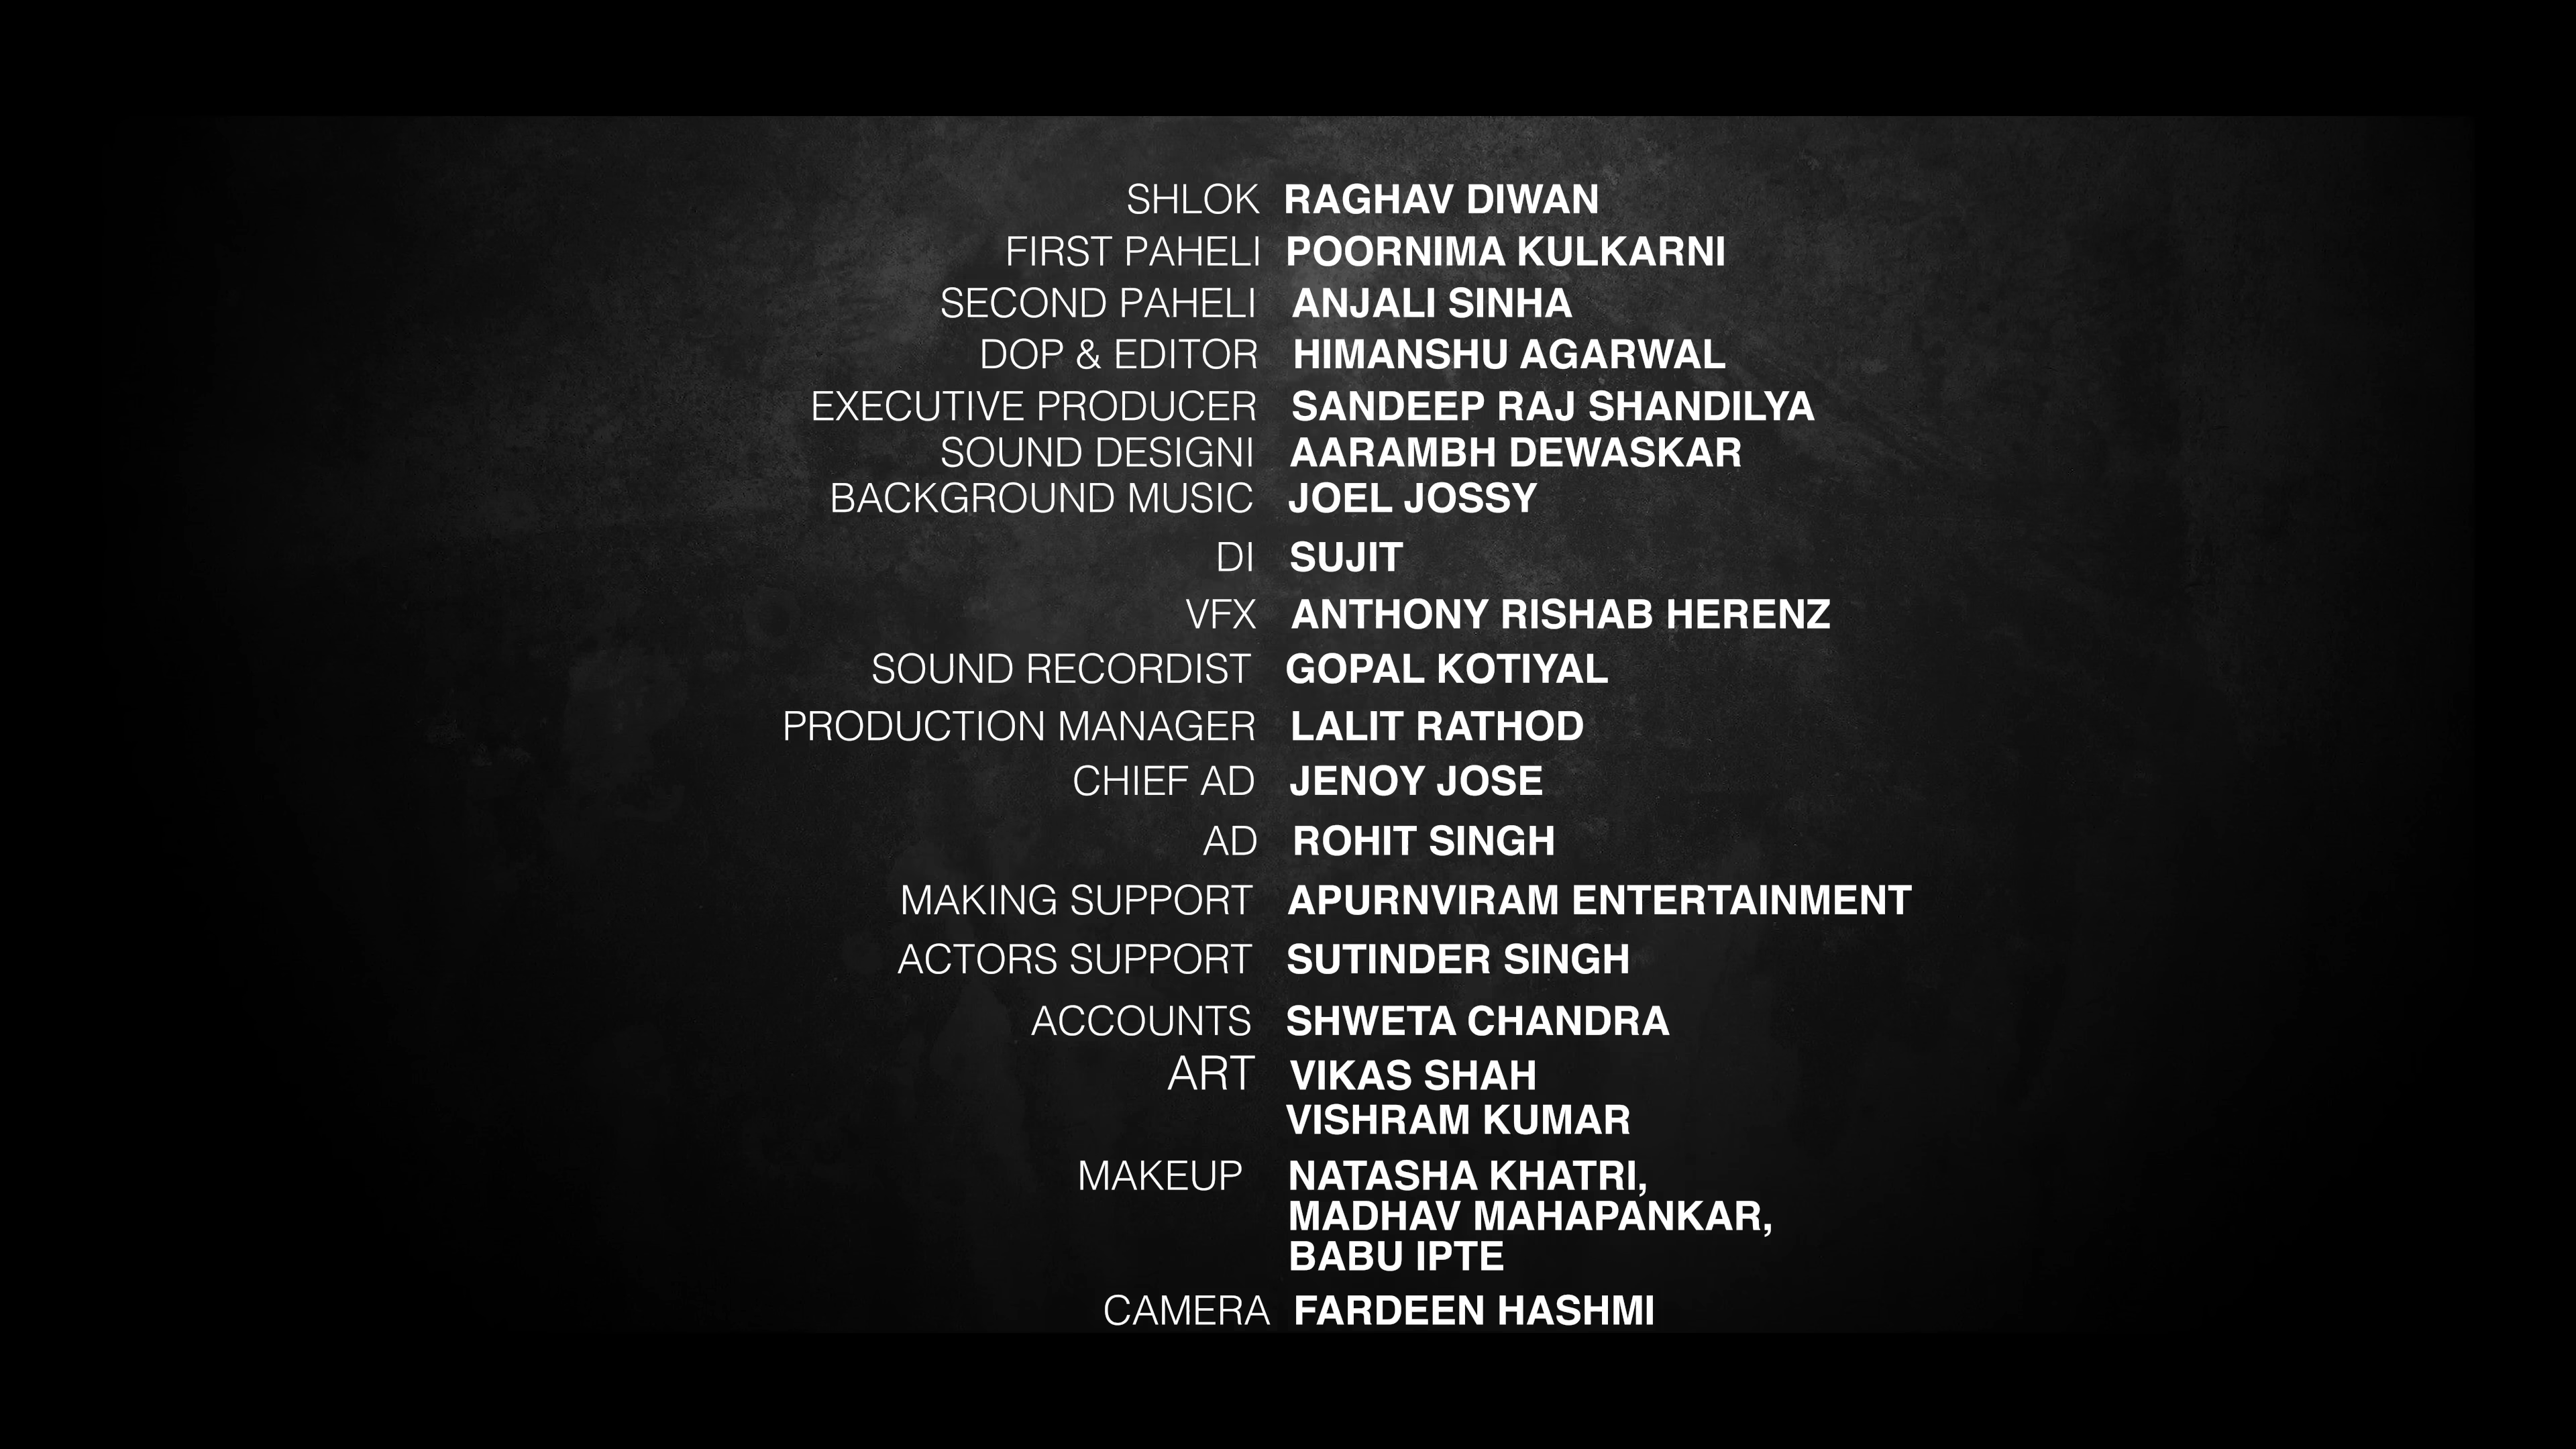 SHLOK RAGHAV DIWAN
FIRST PAHELI POORNIMA KULKARNI
SECOND PAHELI ANJALI SINHA
DOP & EDITOR HIMANSHU AGARWAL
EXECUTIVE PRODUCER SANDEEP RAJ SHANDILYA
SOUND DESIGNI AARAMBH DEWASKAR
BACKGROUND MUSIC JOEL JOSSY
DI SUJIT
VFX ANTHONY RISHAB HERENZ
SOUND RECORDIST GOPAL KOTIYAL
PRODUCTION MANAGER LALIT RATHOD
CHIEF AD JENOY JOSE
AD ROHIT SINGH
MAKING SUPPORT APURNVIRAM ENTERTAINMENT
ACTORS SUPPORT SUTINDER SINGH
ACCOUNTS SHWETA CHANDRA
ART VIKAS SHAH
VISHRAM KUMAR
MAKEUP NATASHA KHATRI,
MADHAV MAHAPANKAR,
BABU IPTE
CAMERA FARDEEN HASHMI